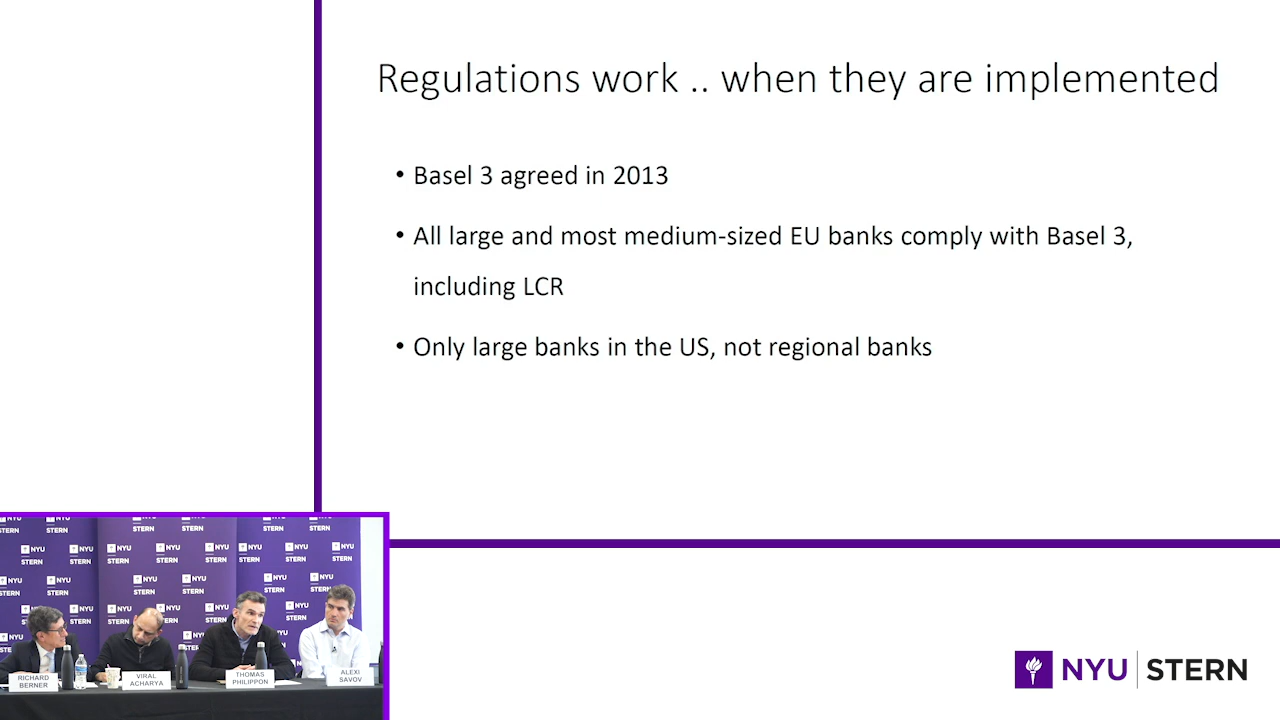 Regulations work .. when they are implemented
• Basel 3 agreed in 2013
• All large and most medium-sized EU banks comply with Basel 3,
including LCR
• Only large banks in the US, not regional banks
NYU STERN
RICHARD
BERNER
VIRAL
ACHARYA
THOMAS
PHILIPPON
ALEXI
SAVOV
NYU | STERN